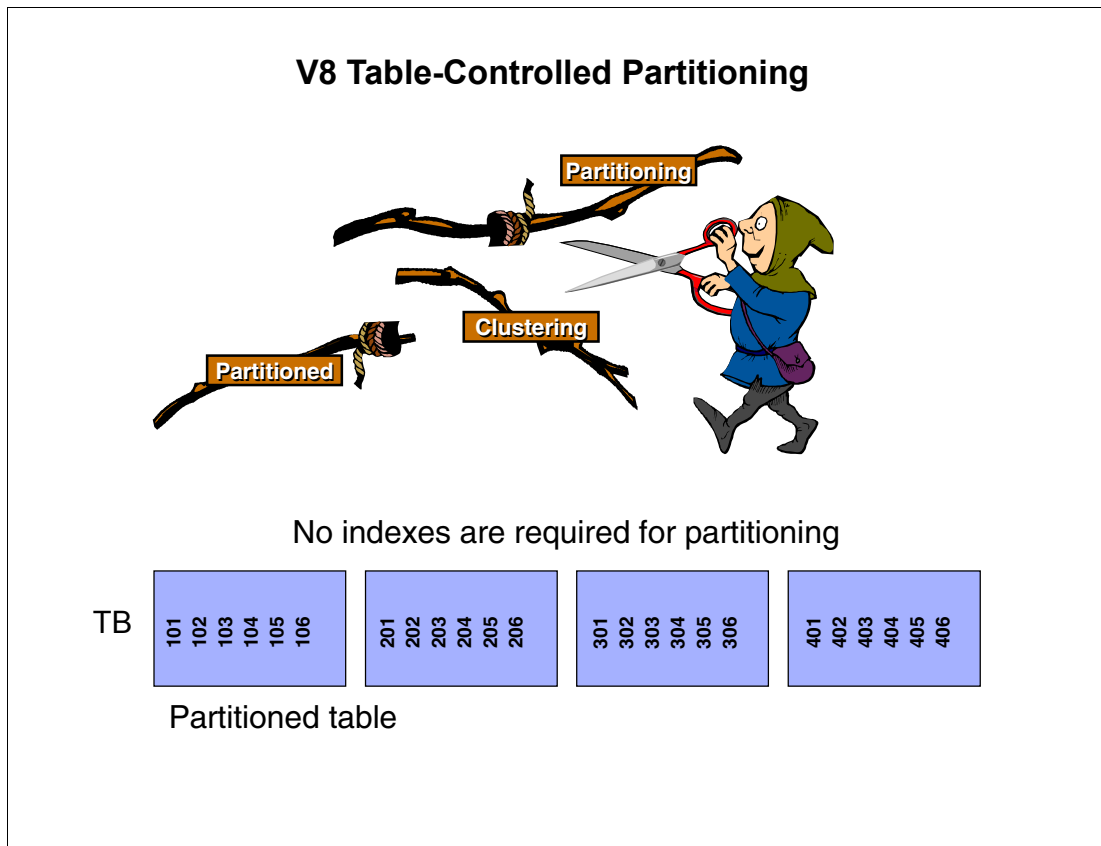 V8 Table-Controlled Partitioning
Partitioning
Clustering
Partitioned
No indexes are required for partitioning
TB
101 102 103 104 105 106
201 202 203 204 205 206
301 302 303 304 305 306
401 402 403 404 405 406
Partitioned table